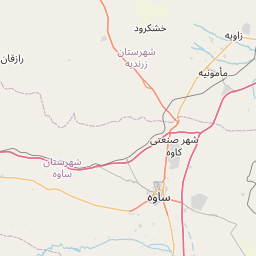 خشکرود
زاویه
شهرستان
زرندیه
رازقان
مأمونیه
شهر صنعتی
کاوه
شهرستان
ساوه
ساوه